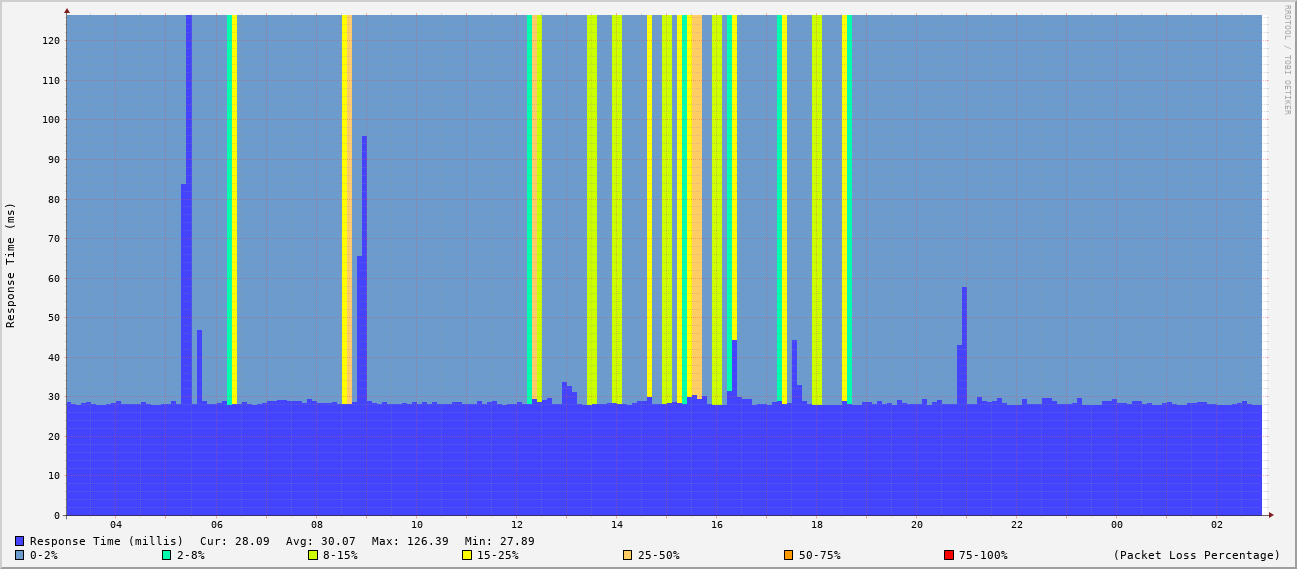 RRDTOOL / TOBI OETIKER
Response Time (ms)
120
110
100
90
80
70
60
50
40
30
20
10
0
04 06 08 10 12 14 16 18 20 22 00 02
Response Time (millis) Cur: 28.09 Avg: 30.07 Max: 126.39 Min: 27.89
0-2% 2-8% 8-15% 15-25% 25-50% 50-75% 75-100% (Packet Loss Percentage)